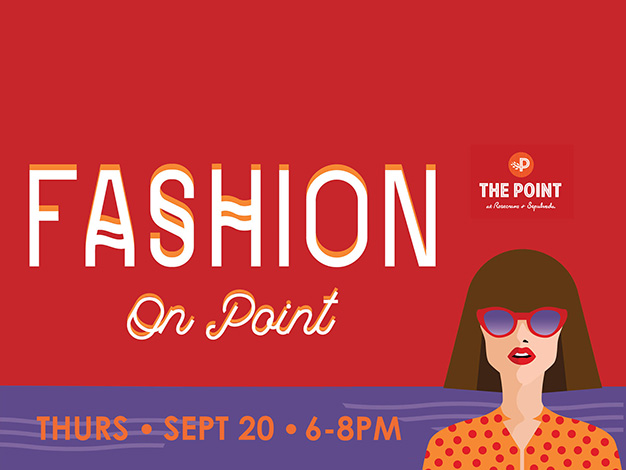 FASHION
On Point
P
THE POINT
at Rosecrans + Sepulveda
THURS • SEPT 20 • 6-8PM